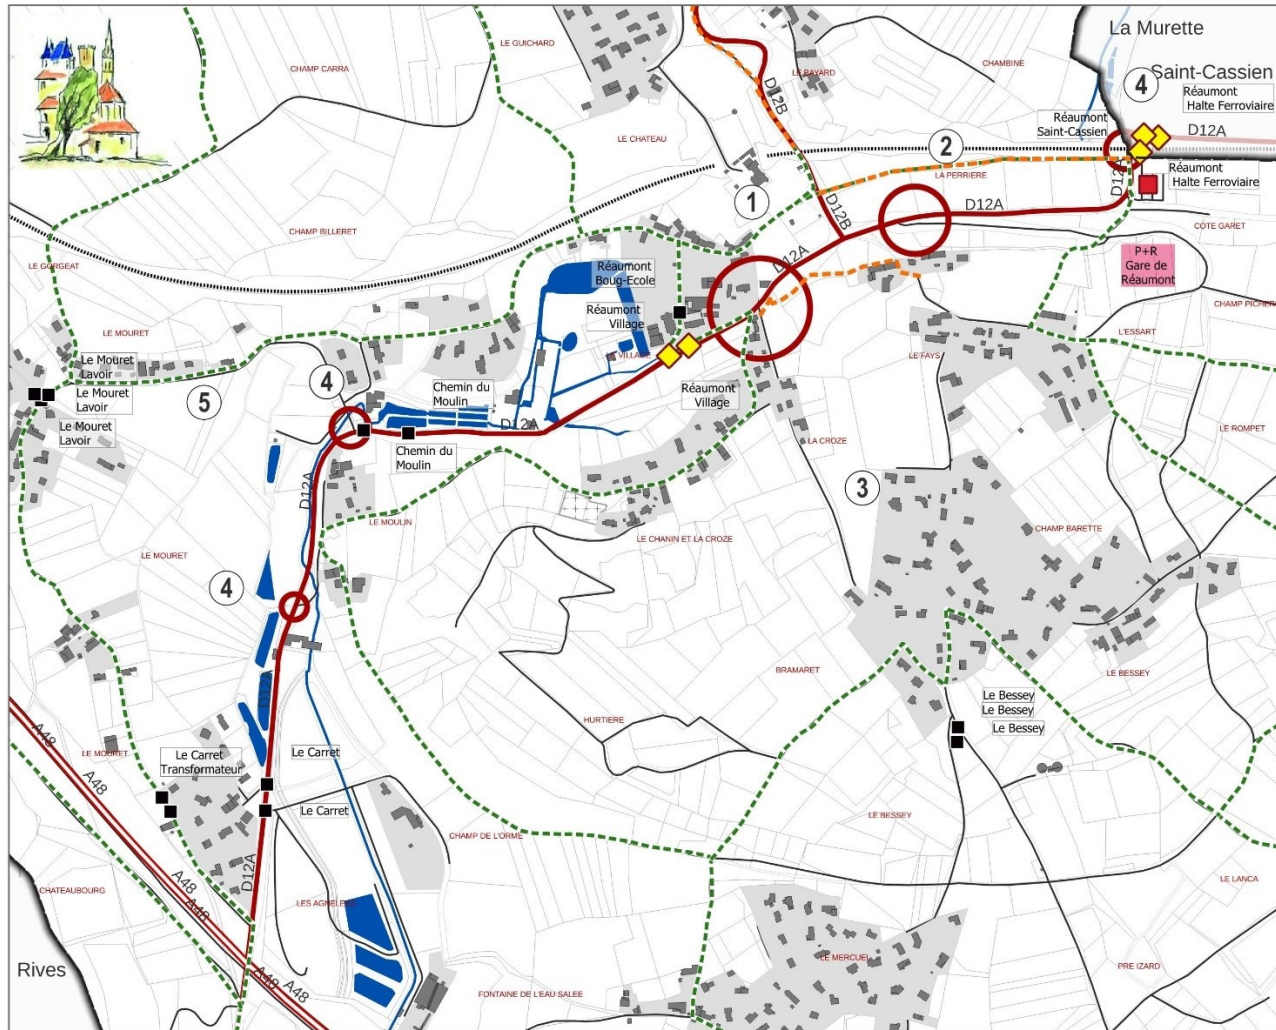 La Murette
LE GUICHARD
CHAMP CARRA
LE BAYARD
CHAMBINE
4
Saint-Cassien
Réaumont
Halte Ferroviaire
D12B
Réaumont
Saint-Cassien
D12A
LE CHATEAU
2
D12A
Réaumont
Halte Ferroviaire
LA PERRIERE
1
D12B
D12A
COTE GARET
CHAMP BILLERET
P+R
Gare de
Réaumont
D12A
LE GORGEAT
Réaumont
Boug-Ecole
CHAMP PICHER
Réaumont
Village
LE MOURET
L'ESSART
LE VILLAGE
LE FAYS
Le Mouret
Lavoir
4
Chemin du
Moulin
Réaumont
Village
Le Mouret
Lavoir
5
Le Mouret
Lavoir
D12A
LE ROMPET
LA CROZE
Chemin du
Moulin
D12A
3
LE MOULIN
CHAMP BARETTE
LE CHANIN ET LA CROZE
LE MOURET
4
BRAMARET
LE BESSEY
Le Bessey
Le Bessey
Le Bessey
HURTIERE
A48
LE MOURET
Le Carret
Transformateur
Le Carret
A48
Le Carret
LE BESSEY
CHAMP DE L'ORME
D12A
A48
CHATEAUBOURG
LE LANCA
A48
LES AGNELEES
LE MERCUEL
Rives
A48
A48
PRE IZARD
FONTAINE DE L'EAU SALEE